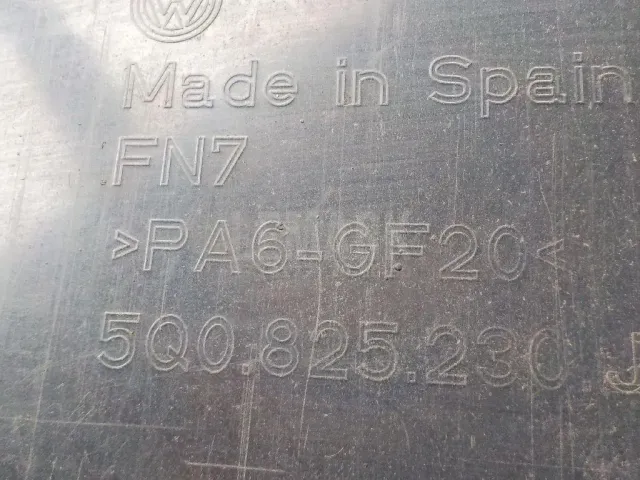 Made in Spain
FN7
>PA6-GF20<
5Q0.825.230 J